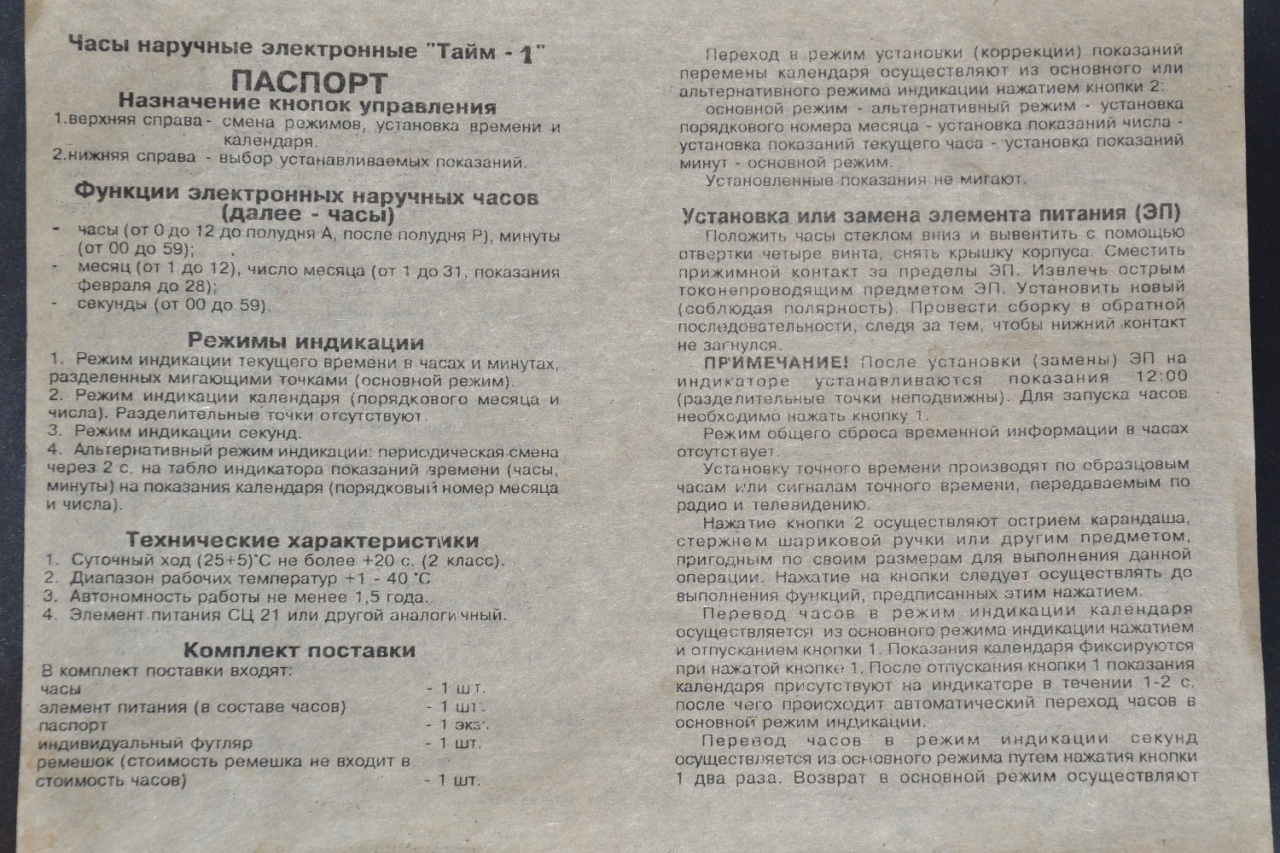 Часы наручные электронные "Тайм - 1"
ПАСПОРТ
Назначение кнопок управления
1.верхняя справа - смена режимов, установка времени и
календаря.
2.нижняя справа - выбор устанавливаемых показаний.
Функции электронных наручных часов
(далее - часы)
- часы (от 0 до 12 до полудня А, после полудня Р), минуты
(от 00 до 59);
- месяц (от 1 до 12), число месяца (от 1 до 31, показания
февраля до 28);
- секунды (от 00 до 59).
Режимы индикации
1. Режим индикации текущего времени в часах и минутах,
разделенных мигающими точками (основной режим).
2. Режим индикации календаря (порядкового месяца и
числа). Разделительные точки отсутствуют.
3. Режим индикации секунд.
4. Альтернативный режим индикации: периодическая смена
через 2 с. на табло индикатора показаний времени (часы,
минуты) на показания календаря (порядковый номер месяца
и числа).
Технические характеристики
1. Суточный ход (25+5)°С не более +20 с. (2 класс).
2. Диапазон рабочих температур +1 - 40 °С
3. Автономность работы не менее 1,5 года.
4. Элемент питания СЦ 21 или другой аналогичный.
Комплект поставки
В комплект поставки входят:
часы - 1 шт.
элемент питания (в составе часов) - 1 шт.
паспорт - 1 экз.
индивидуальный футляр - 1 шт.
ремешок (стоимость ремешка не входит в
стоимость часов) - 1 шт.
Переход в режим установки (коррекции) показаний
перемены календаря осуществляют из основного или
альтернативного режима индикации нажатием кнопки 2:
основной режим - альтернативный режим - установка
порядкового номера месяца - установка показаний числа -
установка показаний текущего часа - установка показаний
минут - основной режим.
Установленные показания не мигают.
Установка или замена элемента питания (ЭП)
Положить часы стеклом вниз и вывентить с помощью
отвертки четыре винта, снять крышку корпуса. Сместить
прижимной контакт за пределы ЭП. Извлечь острым
токонепроводящим предметом ЭП. Установить новый
(соблюдая полярность). Провести сборку в обратной
последовательности, следя за тем, чтобы нижний контакт
не загнулся.
ПРИМЕЧАНИЕ! После установки (замены) ЭП на
индикаторе устанавливаются показания 12:00
(разделительные точки неподвижны). Для запуска часов
необходимо нажать кнопку 1.
Режим общего сброса временной информации в часах
отсутствует.
Установку точного времени производят по образцовым
часам или сигналам точного времени, передаваемым по
радио и телевидению.
Нажатие кнопки 2 осуществляют острием карандаша,
стержнем шариковой ручки или другим предметом,
пригодным по своим размерам для выполнения данной
операции. Нажатие на кнопки следует осуществлять до
выполнения функций, предписанных этим нажатием.
Перевод часов в режим индикации календаря
осуществляется из основного режима индикации нажатием
и отпусканием кнопки 1. Показания календаря фиксируются
при нажатой кнопке 1. После отпускания кнопки 1 показания
календаря присутствуют на индикаторе в течении 1-2 с,
после чего происходит автоматический переход часов в
основной режим индикации.
Перевод часов в режим индикации секунд
осуществляется из основного режима путем нажатия кнопки
1 два раза. Возврат в основной режим осуществляют